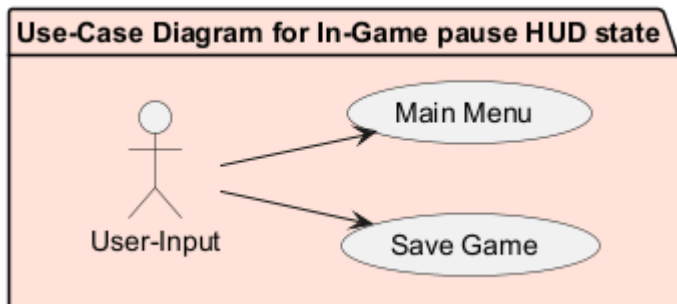 Use-Case Diagram for In-Game pause HUD state
Main Menu
User-Input
Save Game